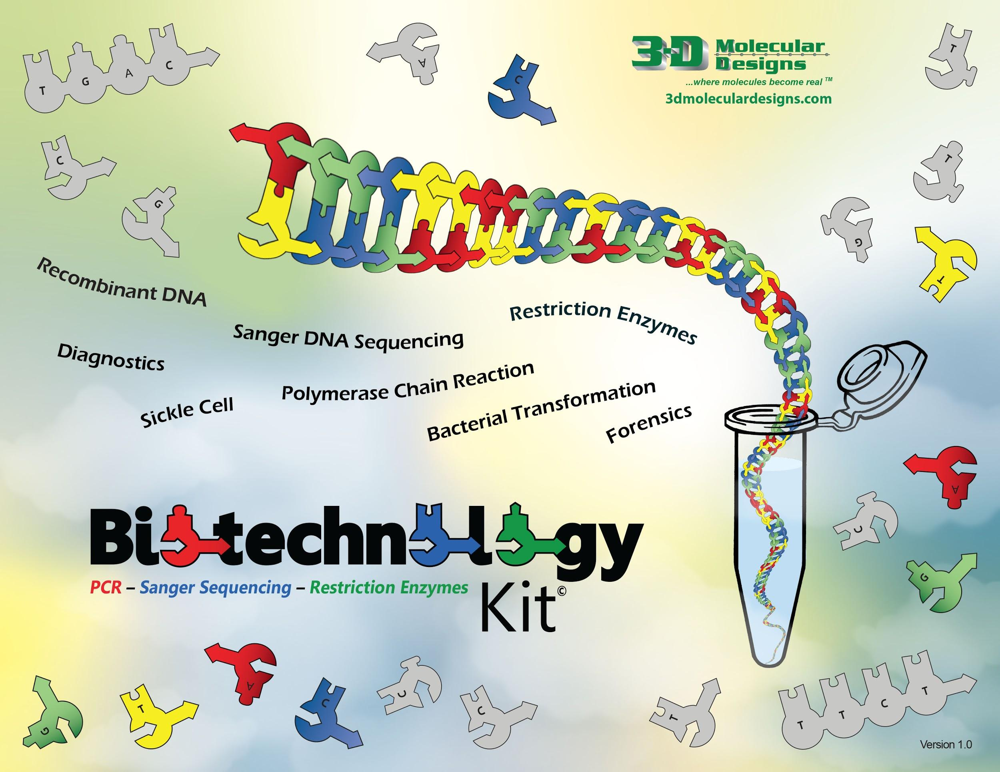 T G A C
A
C
3-D Molecular
Designs
...where molecules become real ™
3dmoleculardesigns.com
T
C
G
T
G
T
Recombinant DNA
Restriction Enzymes
Sanger DNA Sequencing
Diagnostics
Polymerase Chain Reaction
Sickle Cell
Bacterial Transformation
Forensics
A
C
G
Biotechnology
PCR – Sanger Sequencing – Restriction Enzymes
Kit©
G
T
A
C
C
C
T
T T C T
Version 1.0